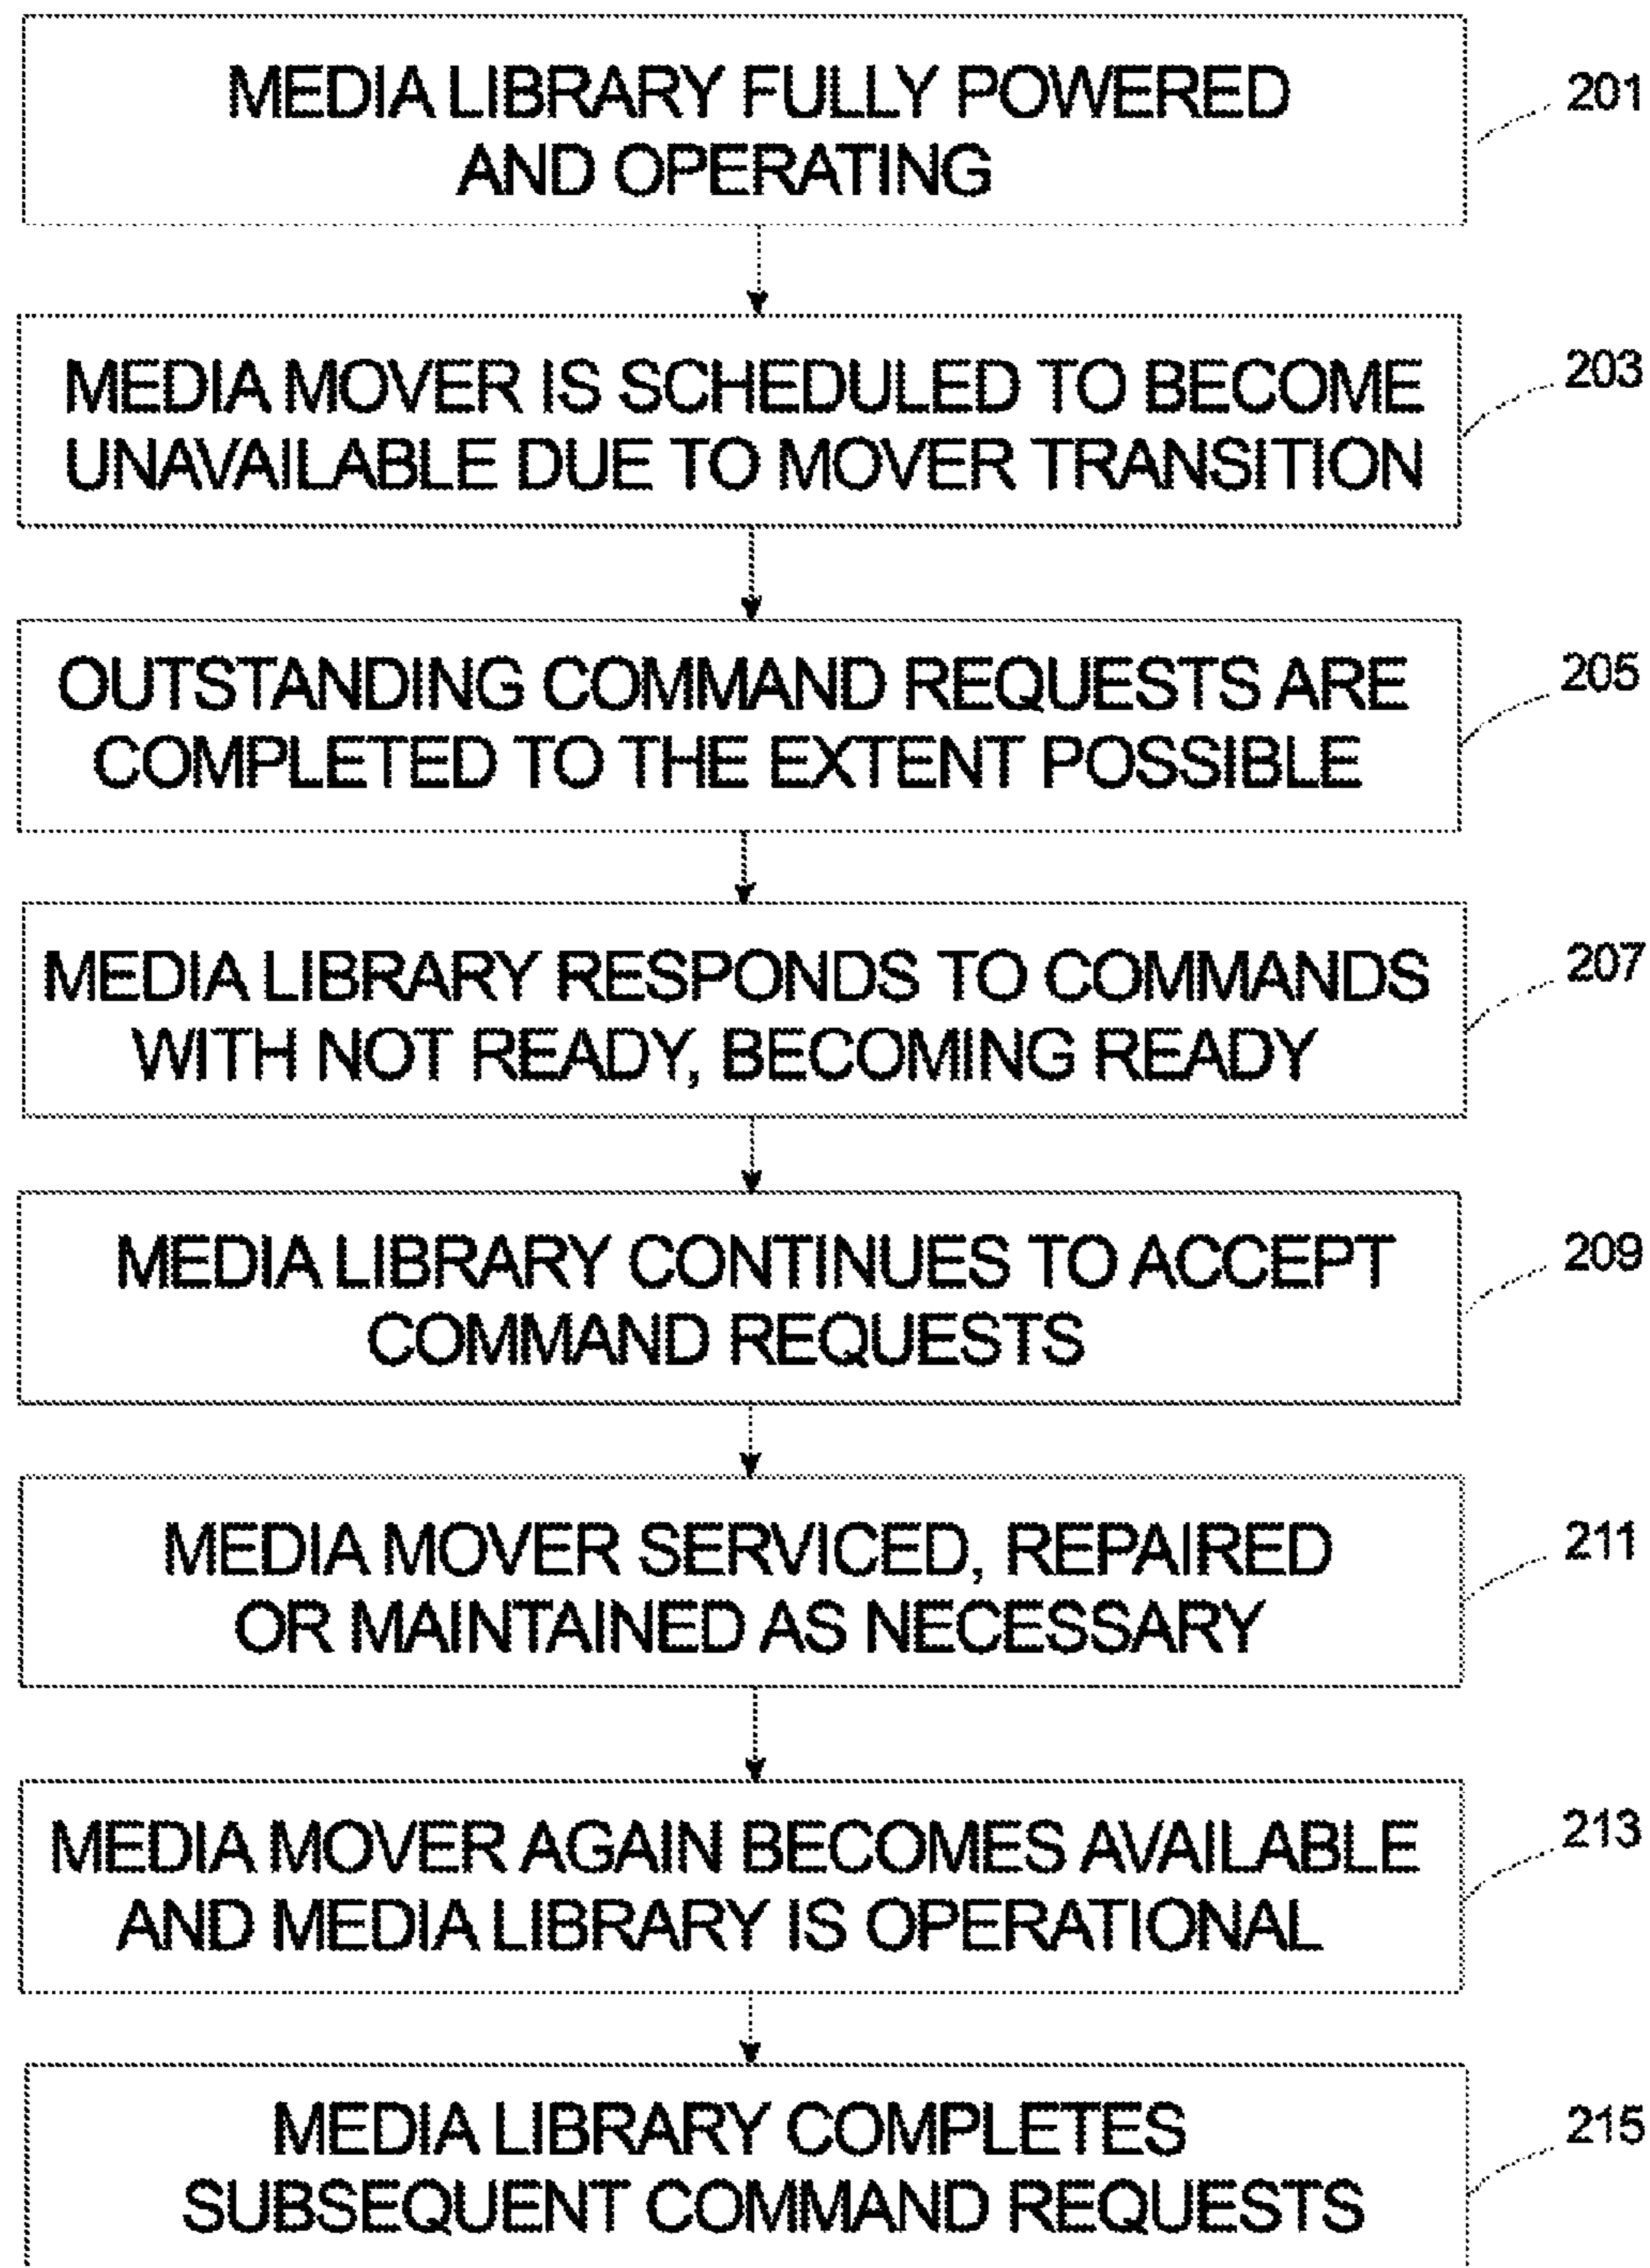 MEDIA LIBRARY FULLY POWERED
AND OPERATING
201
MEDIA MOVER IS SCHEDULED TO BECOME
UNAVAILABLE DUE TO MOVER TRANSITION
203
OUTSTANDING COMMAND REQUESTS ARE
COMPLETED TO THE EXTENT POSSIBLE
205
MEDIA LIBRARY RESPONDS TO COMMANDS
WITH NOT READY, BECOMING READY
207
MEDIA LIBRARY CONTINUES TO ACCEPT
COMMAND REQUESTS
209
MEDIA MOVER SERVICED, REPAIRED
OR MAINTAINED AS NECESSARY
211
MEDIA MOVER AGAIN BECOMES AVAILABLE
AND MEDIA LIBRARY IS OPERATIONAL
213
MEDIA LIBRARY COMPLETES
SUBSEQUENT COMMAND REQUESTS
215